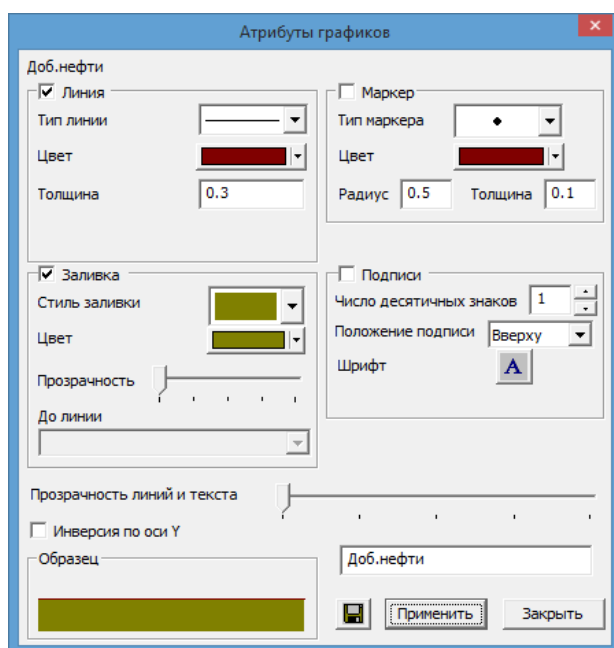 Атрибуты графиков
Доб.нефти
Линия
Тип линии
Цвет
Толщина 0.3
Маркер
Тип маркера
Цвет
Радиус 0.5 Толщина 0.1
Заливка
Стиль заливки
Цвет
Прозрачность
До линии
Подписи
Число десятичных знаков 1
Положение подписи Вверху
Шрифт A
Прозрачность линий и текста
Инверсия по оси Y
Образец
Доб.нефти
Применить Закрыть